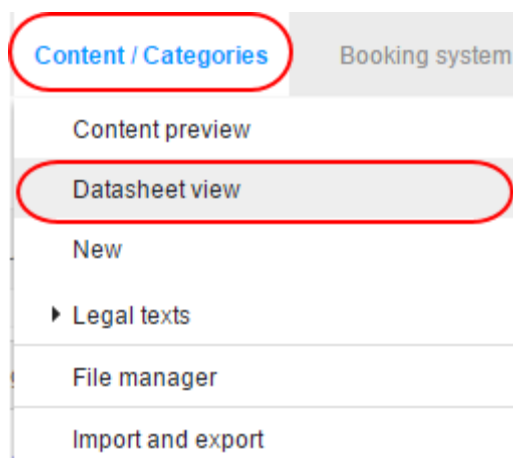 Content / Categories Booking system
Content preview
Datasheet view
New
Legal texts
File manager
Import and export